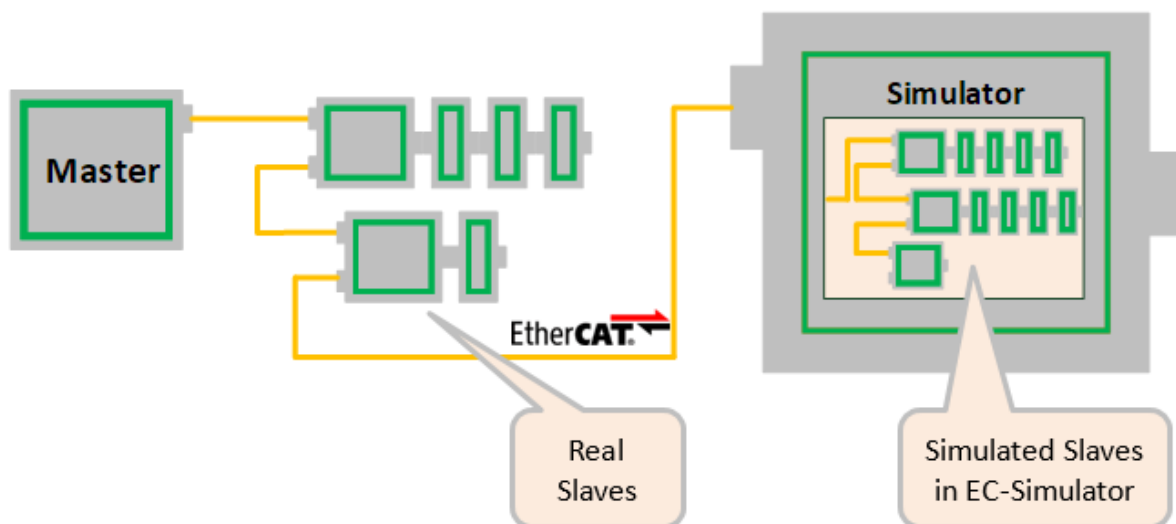 Master
Simulator
EtherCAT®
Real
Slaves
Simulated Slaves
in EC-Simulator